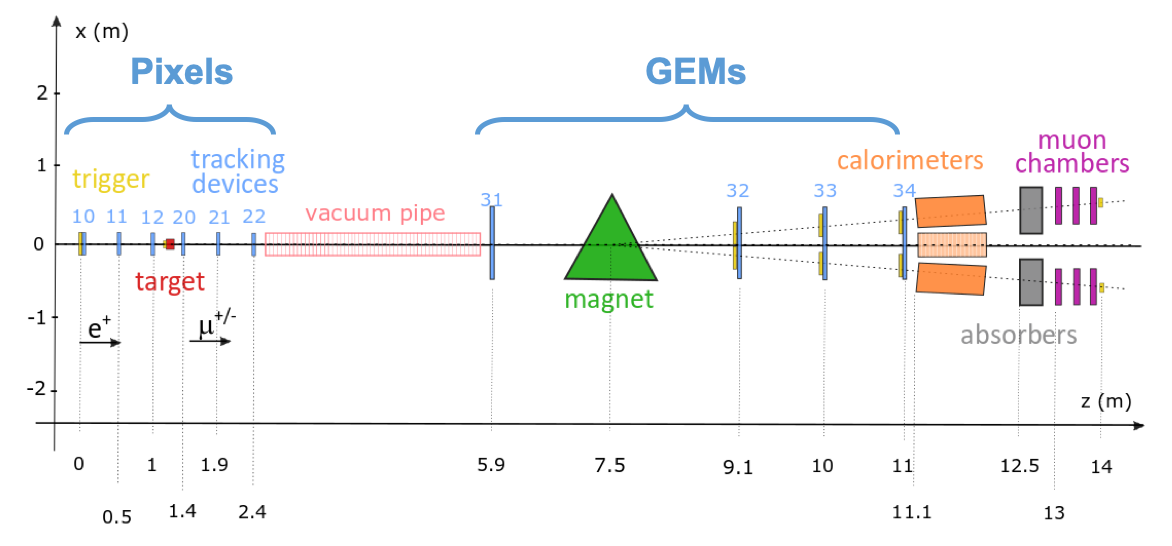 x (m)
Pixels
GEMs
2
1
0
-1
-2
trigger
tracking
devices
calorimeters
muon
chambers
10 11 12 20 21 22
vacuum pipe
31
32
33
34
target
magnet
e+
μ+/-
absorbers
z (m)
0
1
1.9
5.9
7.5
9.1
10
11
12.5
14
0.5
1.4
2.4
11.1
13